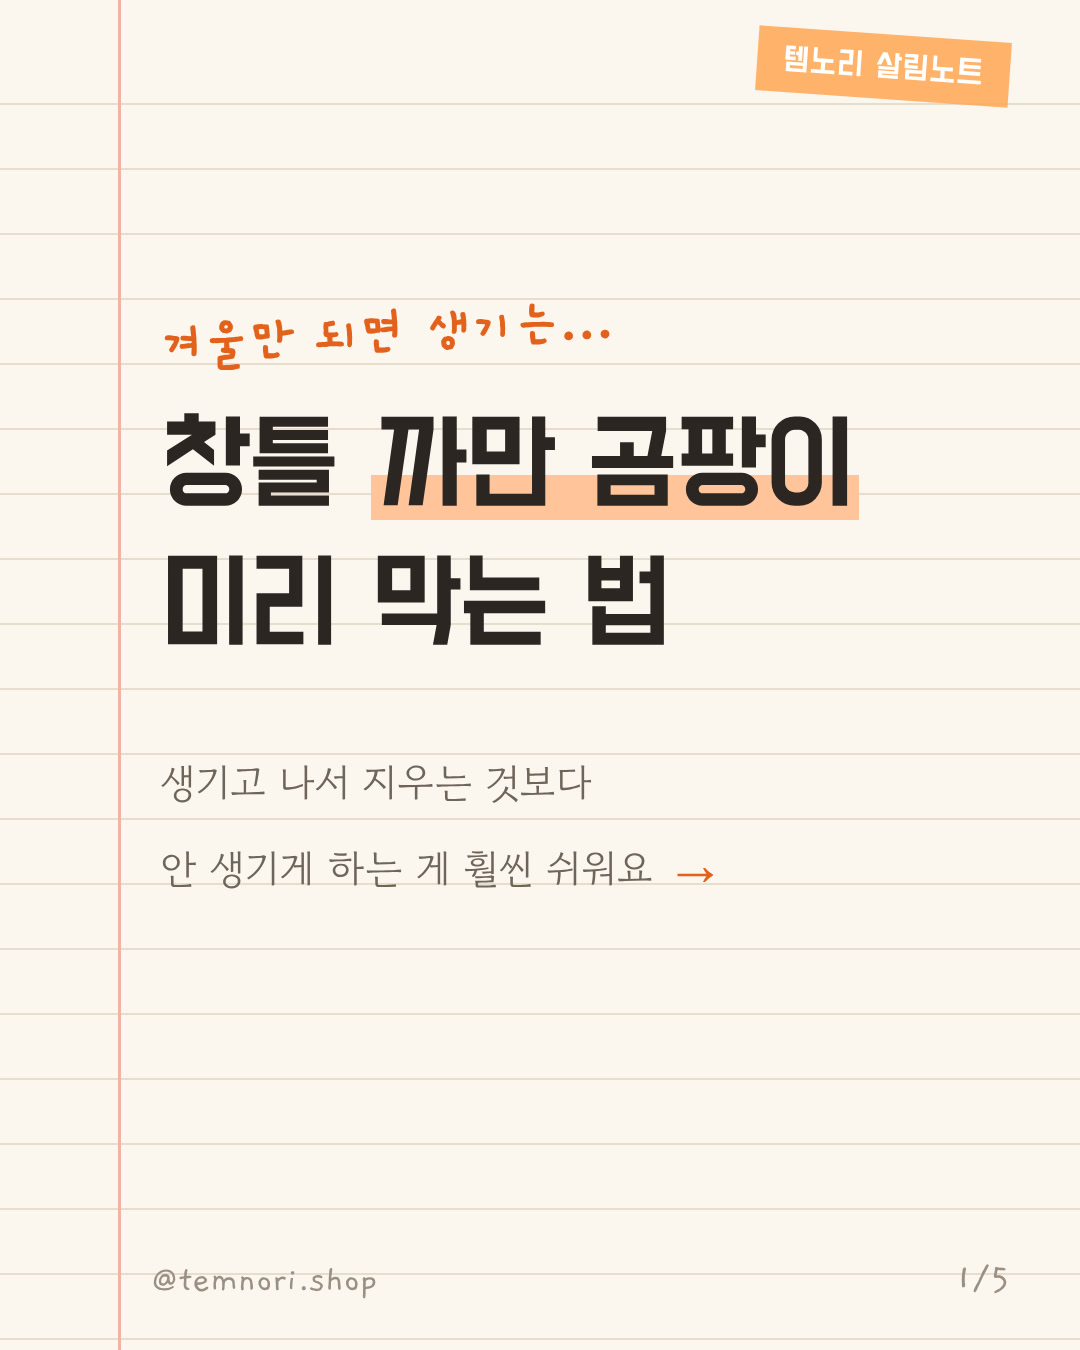 템노리 살림노트
겨울만 되면 생기는...
창틀 까만 곰팡이
미리 막는 법
생기고 나서 지우는 것보다
안 생기게 하는 게 훨씬 쉬워요 →
@temnori.shop
1/5